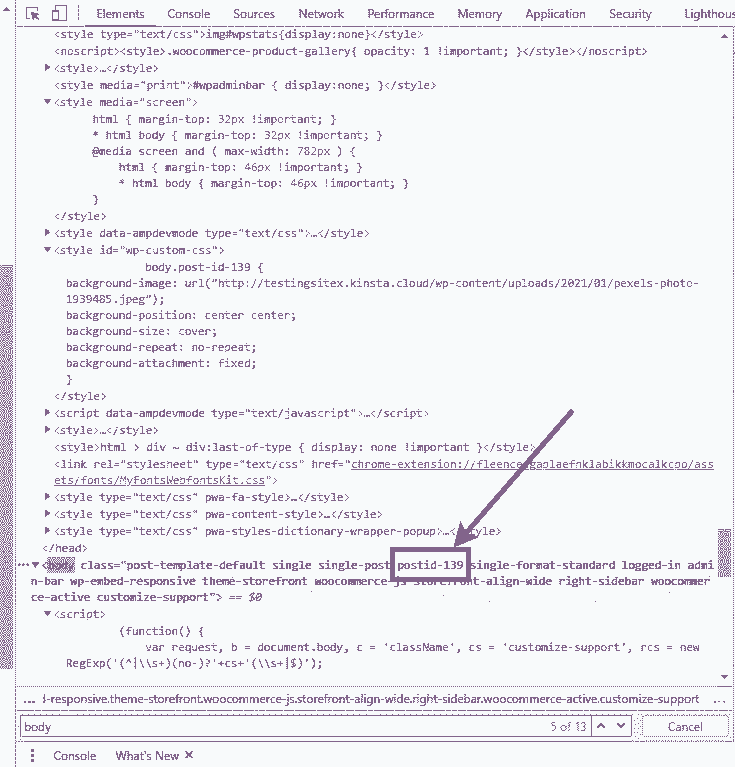 Elements Console Sources Network Performance Memory Application Security Lighthous
<style type="text/css">img#wpstats{display:none}</style>
<noscript><style>.woocommerce-product-gallery{ opacity: 1 !important; }</style></noscript>
<style>…</style>
<style media="print">#wpadminbar { display:none; }</style>
<style media="screen">
html { margin-top: 32px !important; }
* html body { margin-top: 32px !important; }
@media screen and ( max-width: 782px ) {
html { margin-top: 46px !important; }
* html body { margin-top: 46px !important; }
}
</style>
<style data-ampdevmode type="text/css">…</style>
<style id="wp-custom-css">
body.post-id-139 {
background-image: url("http://testingsitex.kinsta.cloud/wp-content/uploads/2021/01/pexels-photo-
1939485.jpeg");
background-position: center center;
background-size: cover;
background-repeat: no-repeat;
background-attachment: fixed;
}
</style>
<script data-ampdevmode type="text/javascript">…</script>
<style>…</style>
<style>html > div ~ div:last-of-type { display: none !important }</style>
<link rel="stylesheet" type="text/css" href="
ets/fonts/MyFontsWebfontsKit.css">
<style type="text/css" pwa-fa-style>…</style>
<style type="text/css" pwa-content-style>…</style>
<style type="text/css" pwa-styles-dictionary-wrapper-popup>…</style>
</head>
…<body class="post-template-default single single-post postid-139 single-format-standard logged-in admi
n-bar wp-embed-responsive theme-storefront woocommerce-js storefront-align-wide right-sidebar woocommer
ce-active customize-support"> == $0
<script>
(function() {
var request, b = document.body, c = 'className', cs = 'customize-support', rcs = new
RegExp('(^|\\s+)(no-)?'+cs+'(\\s+|$)');
… l-responsive.theme-storefront.woocommerce-js.storefront-align-wide.right-sidebar.woocommerce-active.customize-support …
body 5 of 13 Cancel
Console What's New